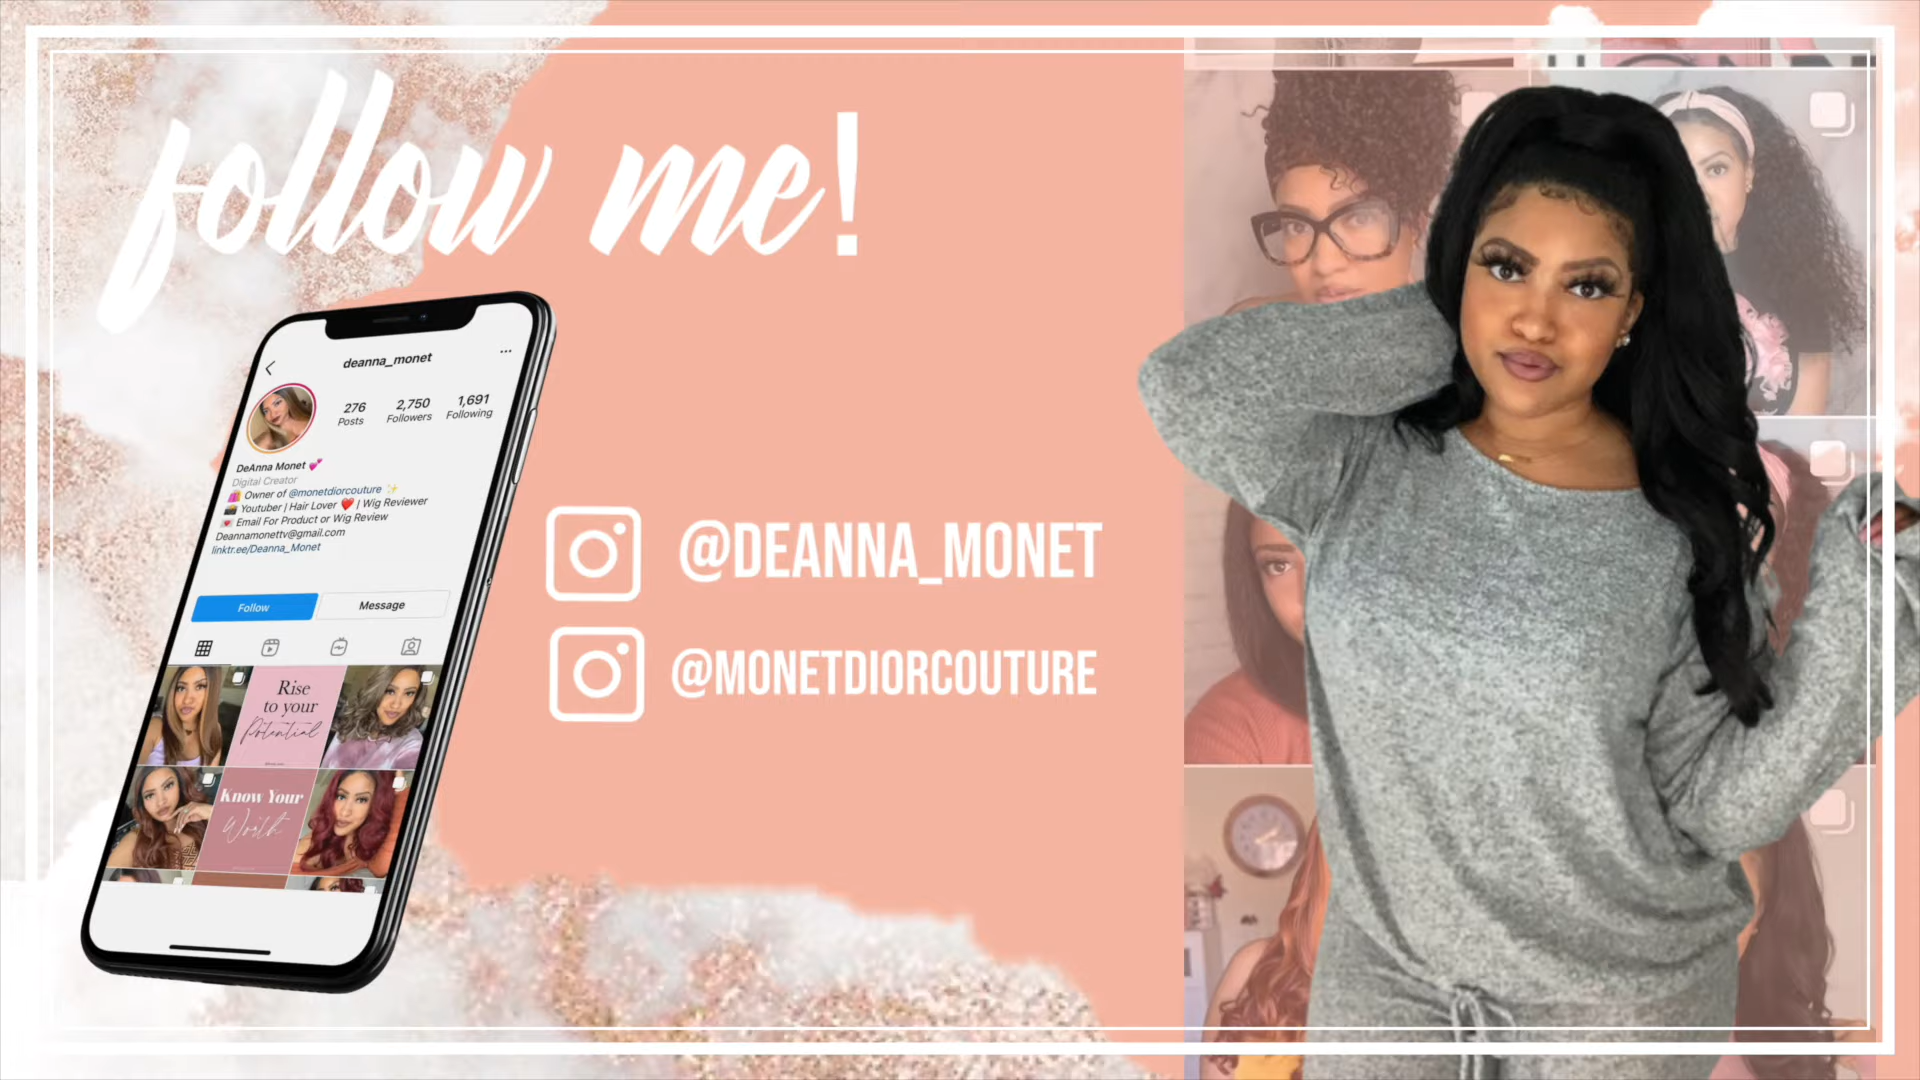 follow me!
deanna_monet
276 2,750 1,691
Posts Followers Following
DeAnna Monet 💕
Digital Creator
🛍️ Owner of @monetdiorcouture ✨
📸 Youtuber | Hair Lover ❤️ | Wig Reviewer
💌 Email For Product or Wig Review
Deannamonettv@gmail.com
linktr.ee/Deanna_Monet
Follow Message
Rise
to your
Potential
Know Your
Worth
@DEANNA_MONET
@MONETDIORCOUTURE